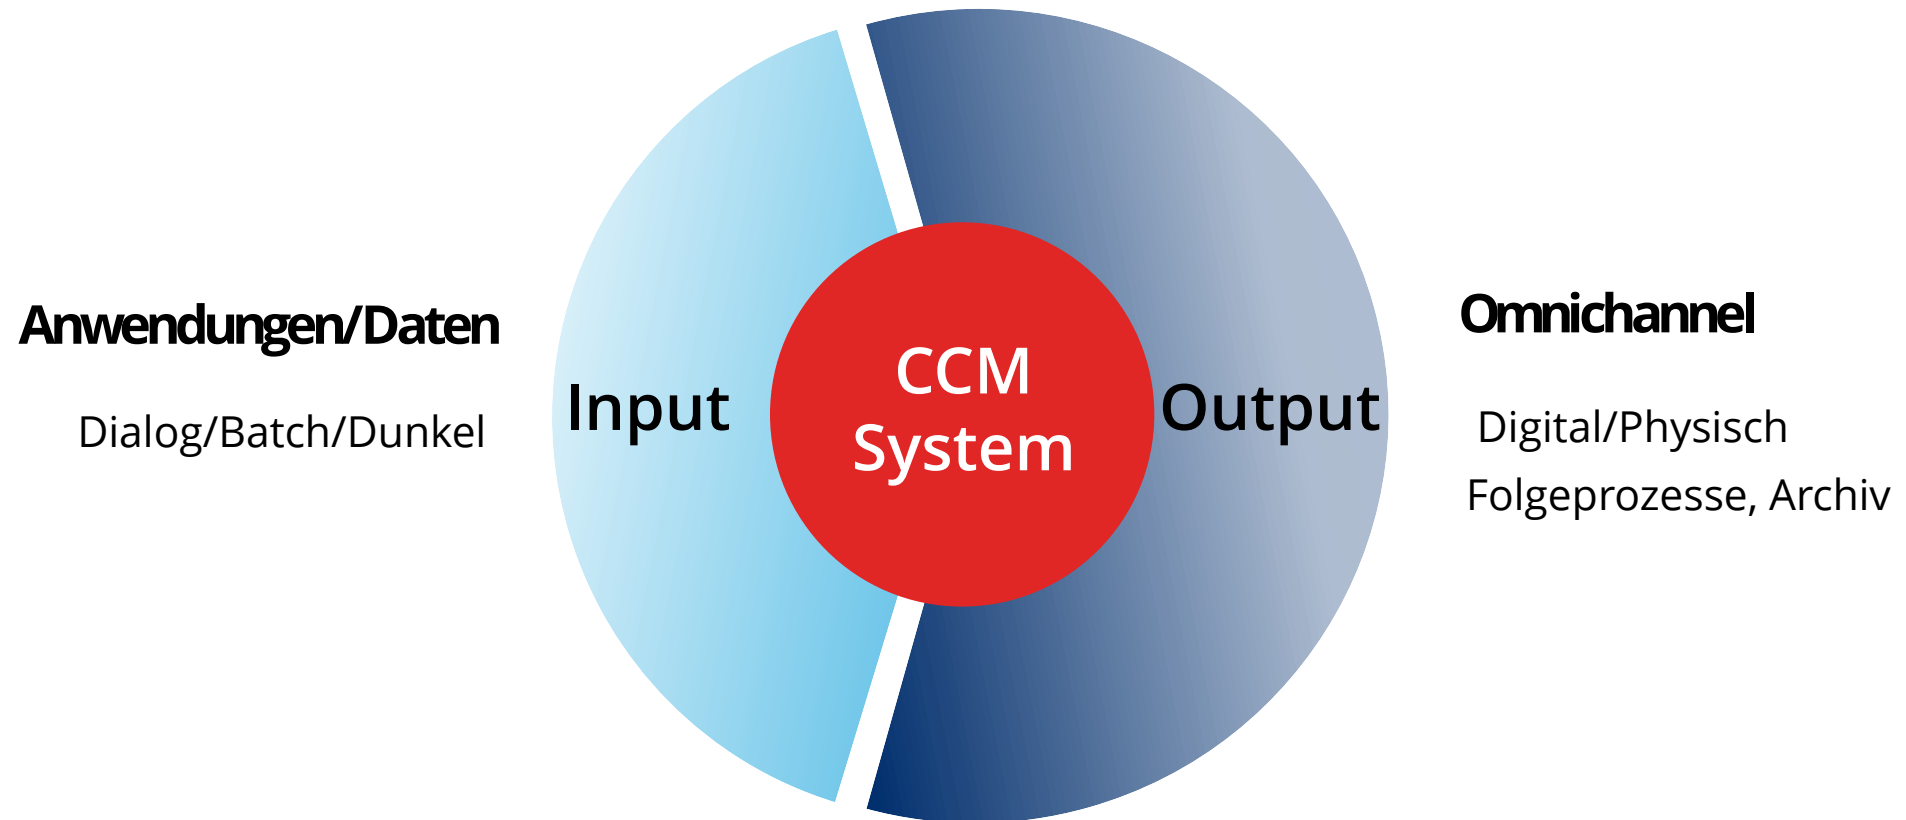 Anwendungen/Daten
Dialog/Batch/Dunkel
Input
CCM
System
Output
Omnichannel
Digital/Physisch
Folgeprozesse, Archiv